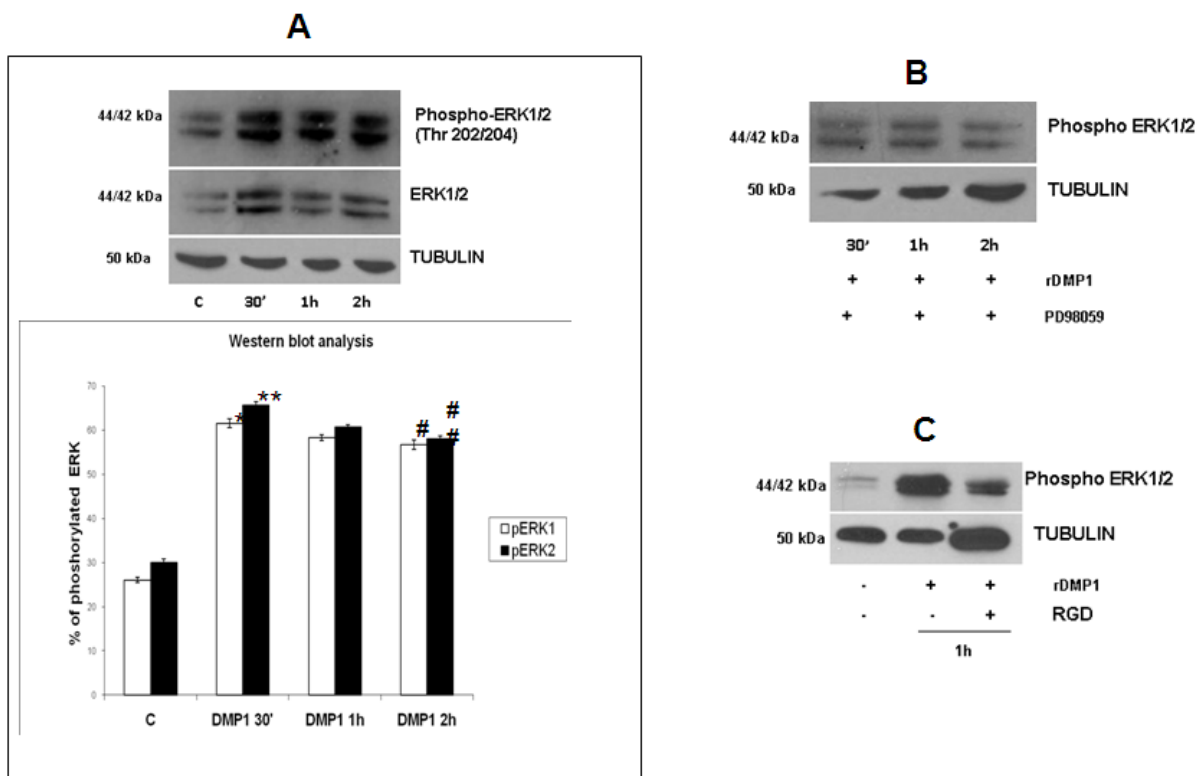 A
44/42 kDa
Phospho-ERK1/2
(Thr 202/204)
44/42 kDa
ERK1/2
50 kDa
TUBULIN
C 30' 1h 2h
Western blot analysis
% of phoshorylated ERK
70
60
50
40
30
20
10
0
* **
# # #
pERK1
pERK2
C DMP1 30' DMP1 1h DMP1 2h
B
44/42 kDa
Phospho ERK1/2
50 kDa
TUBULIN
30' 1h 2h
+ + + rDMP1
+ + + PD98059
C
44/42 kDa
Phospho ERK1/2
50 kDa
TUBULIN
- + + rDMP1
- - + RGD
1h